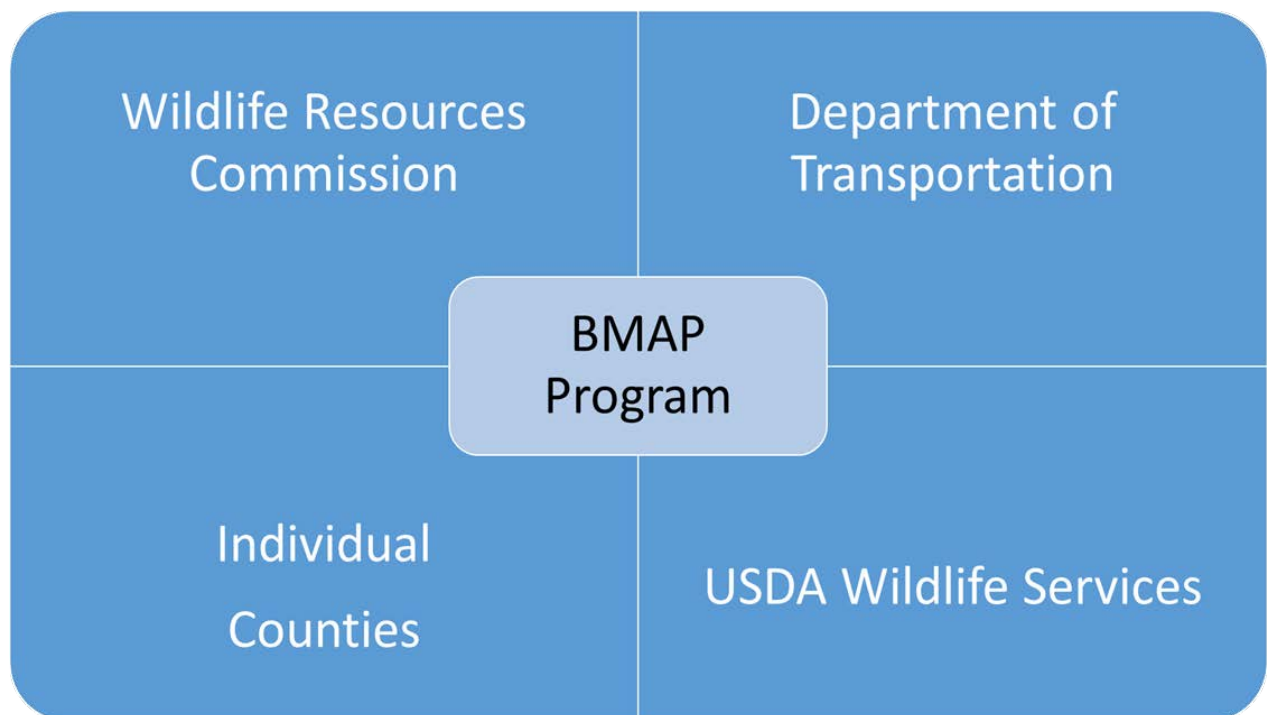 Wildlife Resources
Commission
Department of
Transportation
BMAP
Program
Individual
Counties
USDA Wildlife Services